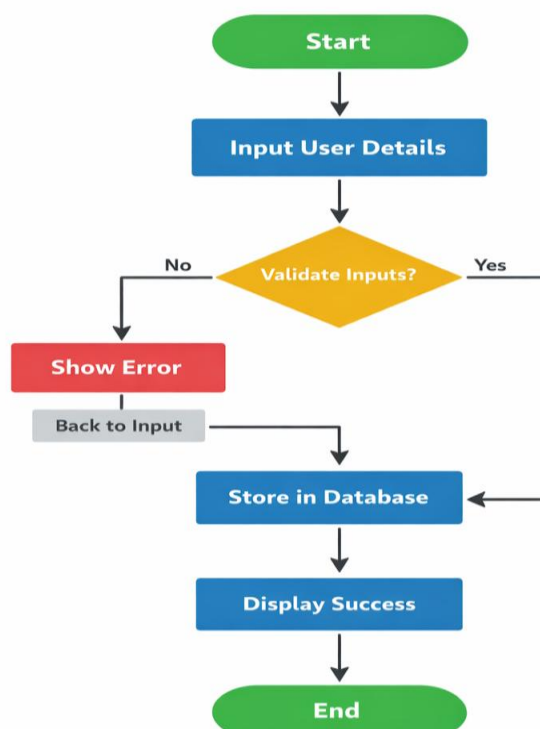 Start
Input User Details
Validate Inputs?
No
Yes
Show Error
Back to Input
Store in Database
Display Success
End